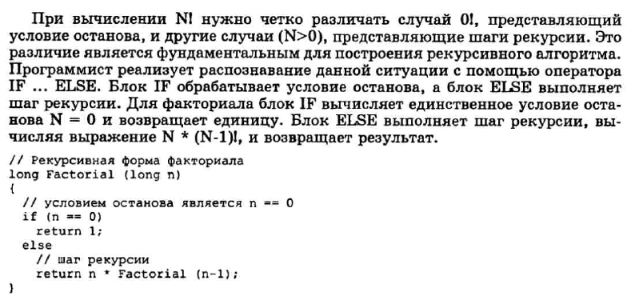 При вычислении N! нужно четко различать случай 0!, представляющий
условие останова, и другие случаи (N>0), представляющие шаги рекурсии. Это
различие является фундаментальным для построения рекурсивного алгоритма.
Программист реализует распознавание данной ситуации с помощью оператора
IF ... ELSE. Блок IF обрабатывает условие останова, а блок ELSE выполняет
шаг рекурсии. Для факториала блок IF вычисляет единственное условие оста-
нова N = 0 и возвращает единицу. Блок ELSE выполняет шаг рекурсии, вы-
числяя выражение N * (N-1)!, и возвращает результат.
// Рекурсивная форма факториала
long Factorial (long n)
{
// условием останова является n == 0
if (n == 0)
return 1;
else
// шаг рекурсии
return n * Factorial (n-1);
}